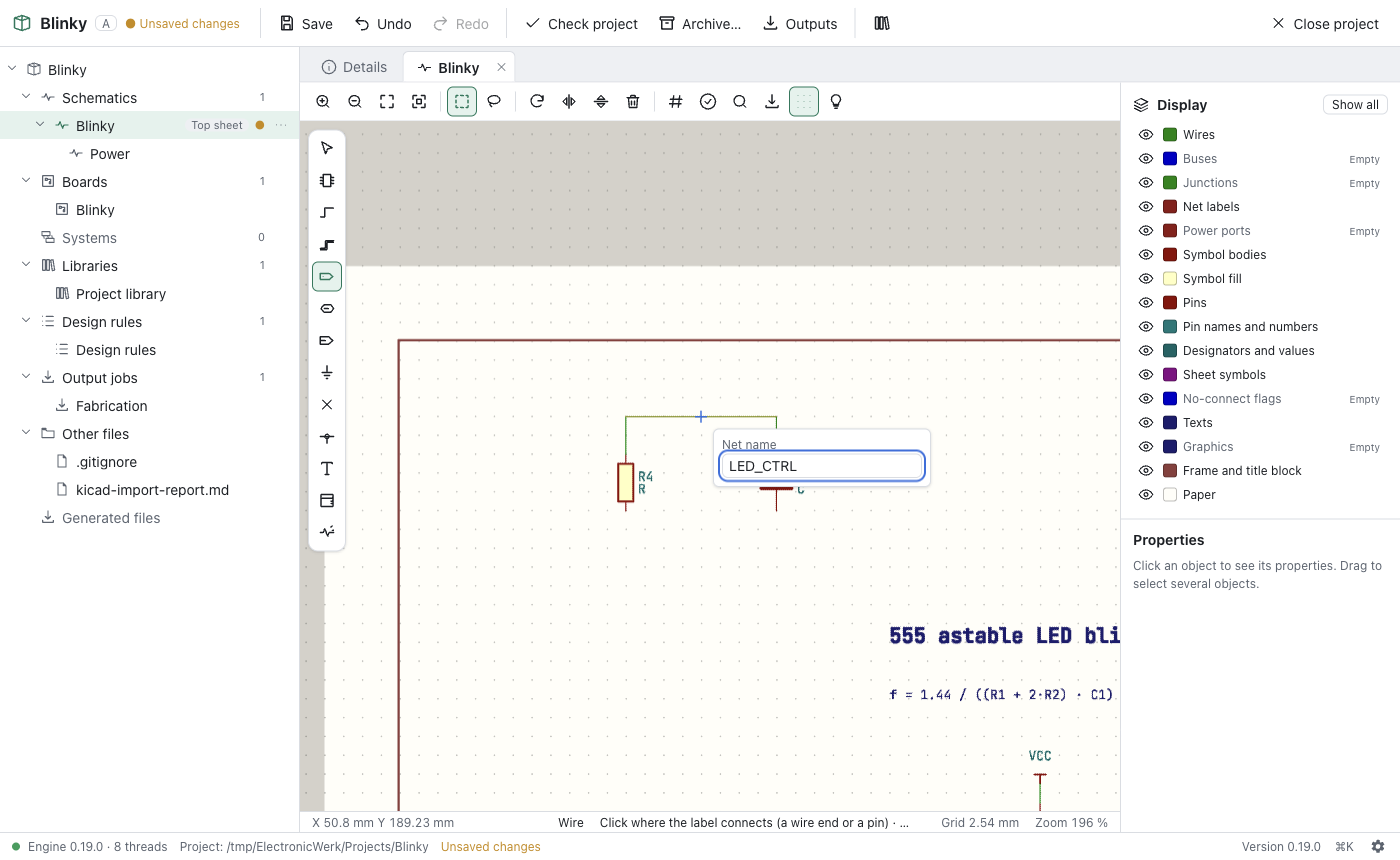 Blinky A Unsaved changes Save Undo Redo Check project Archive... Outputs Close project
Blinky
Schematics 1
Blinky Top sheet ...
Power
Boards 1
Blinky
Systems 0
Libraries 1
Project library
Design rules 1
Design rules
Output jobs 1
Fabrication
Other files
.gitignore
kicad-import-report.md
Generated files
Details Blinky
Net name
LED_CTRL
R4
R
C
555 astable LED bli
f = 1.44 / ((R1 + 2·R2) · C1)
VCC
X 50.8 mm Y 189.23 mm Wire Click where the label connects (a wire end or a pin) · ... Grid 2.54 mm Zoom 196 %
Display Show all
Wires
Buses Empty
Junctions Empty
Net labels
Power ports Empty
Symbol bodies
Symbol fill
Pins
Pin names and numbers
Designators and values
Sheet symbols
No-connect flags Empty
Texts
Graphics Empty
Frame and title block
Paper
Properties
Click an object to see its properties. Drag to
select several objects.
Engine 0.19.0 · 8 threads Project: /tmp/ElectronicWerk/Projects/Blinky Unsaved changes Version 0.19.0 ⌘K